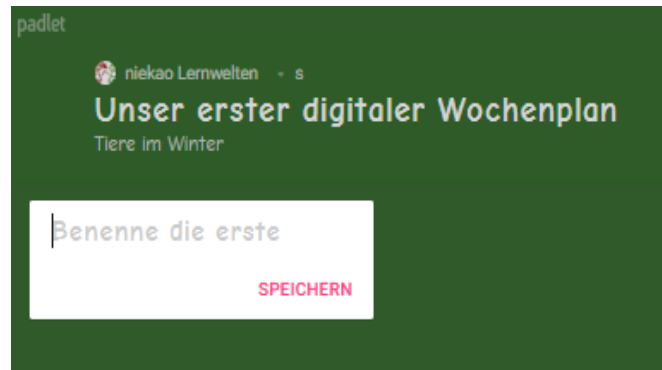 padlet
niekao Lernwelten · s
Unser erster digitaler Wochenplan
Tiere im Winter
Benenne die erste
SPEICHERN